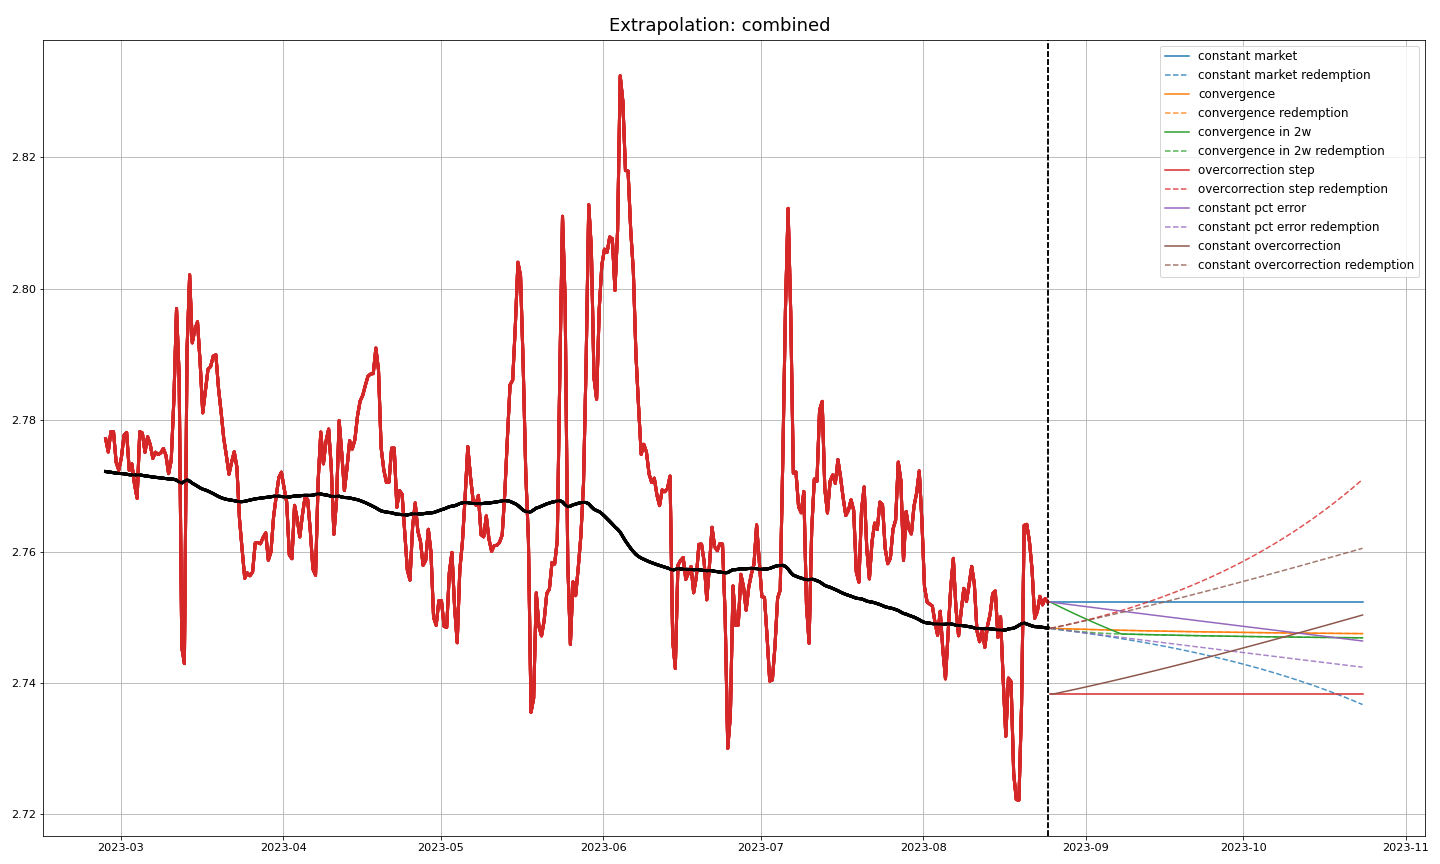 Extrapolation: combined
constant market
constant market redemption
convergence
convergence redemption
convergence in 2w
convergence in 2w redemption
overcorrection step
overcorrection step redemption
constant pct error
constant pct error redemption
constant overcorrection
constant overcorrection redemption
2.82
2.80
2.78
2.76
2.74
2.72
2023-03 2023-04 2023-05 2023-06 2023-07 2023-08 2023-09 2023-10 2023-11